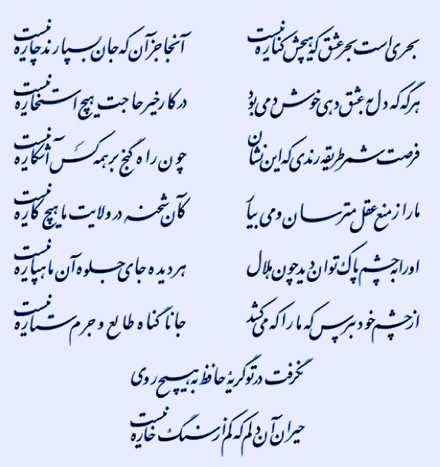 بحری است بحر عشق که هیچش کناره نیست آنجا جز آن که جان بسپارند چاره نیست
هرگه که دل به عشق دهی خوش دمی بود در کار خیر حاجت هیچ استخاره نیست
فرصت شمر طریقه رندی که این نشان چون راه گنج بر همه کَس آشکاره نیست
ما را ز منع عقل مترسان و می بیار کآن شحنه در ولایت ما هیچ کاره نیست
او را به چشم پاک توان دید چون هلال هر دیده جای جلوه آن ماهپاره نیست
از چشم خود بپرس که ما را که می‌کشد جانا گناه طالع و جرم ستاره نیست
نگرفت در تو گریهٔ حافظ به هیچ روی
حیران آن دلم که کم از سنگ خاره نیست